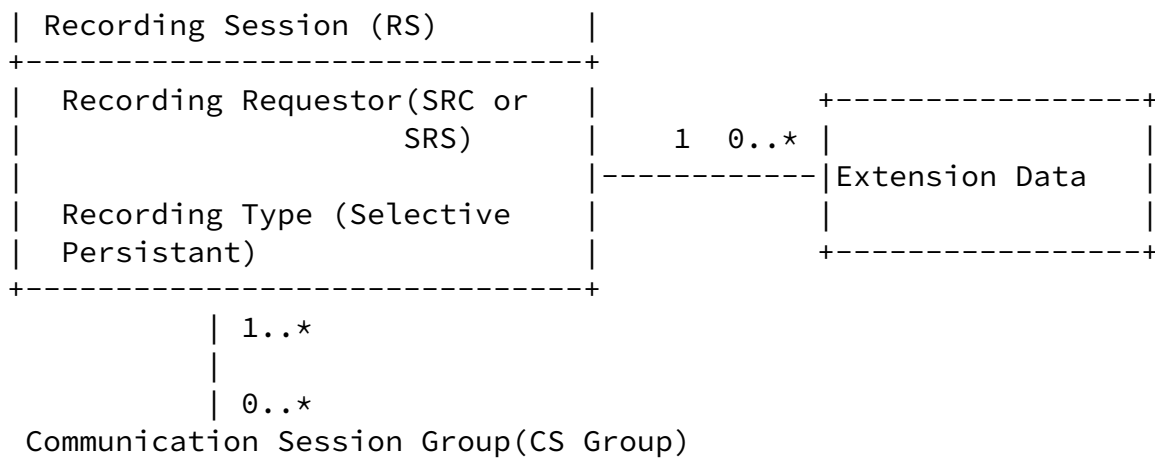 | Recording Session (RS)        |
+-------------------------------+
|  Recording Requestor(SRC or   |            +-----------------+
|                     SRS)      |    1  0..* |                 |
|                               |------------|Extension Data   |
|  Recording Type (Selective    |            |                 |
|  Persistant)                  |            +-----------------+
+-------------------------------+
           | 1..*
           |
           | 0..*
 Communication Session Group(CS Group)